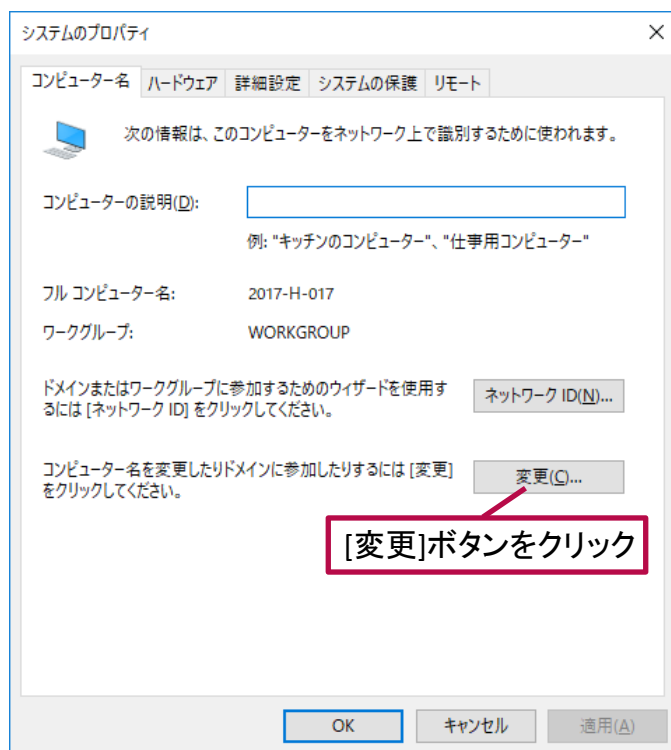 システムのプロパティ
コンピューター名 ハードウェア 詳細設定 システムの保護 リモート
次の情報は、このコンピューターをネットワーク上で識別するために使われます。
コンピューターの説明(D):
例: "キッチンのコンピューター"、"仕事用コンピューター"
フル コンピューター名: 2017-H-017
ワークグループ: WORKGROUP
ドメインまたはワークグループに参加するためのウィザードを使用す
るには [ネットワーク ID] をクリックしてください。
ネットワーク ID(N)...
コンピューター名を変更したりドメインに参加したりするには [変更]
をクリックしてください。
変更(C)...
[変更]ボタンをクリック
OK キャンセル 適用(A)